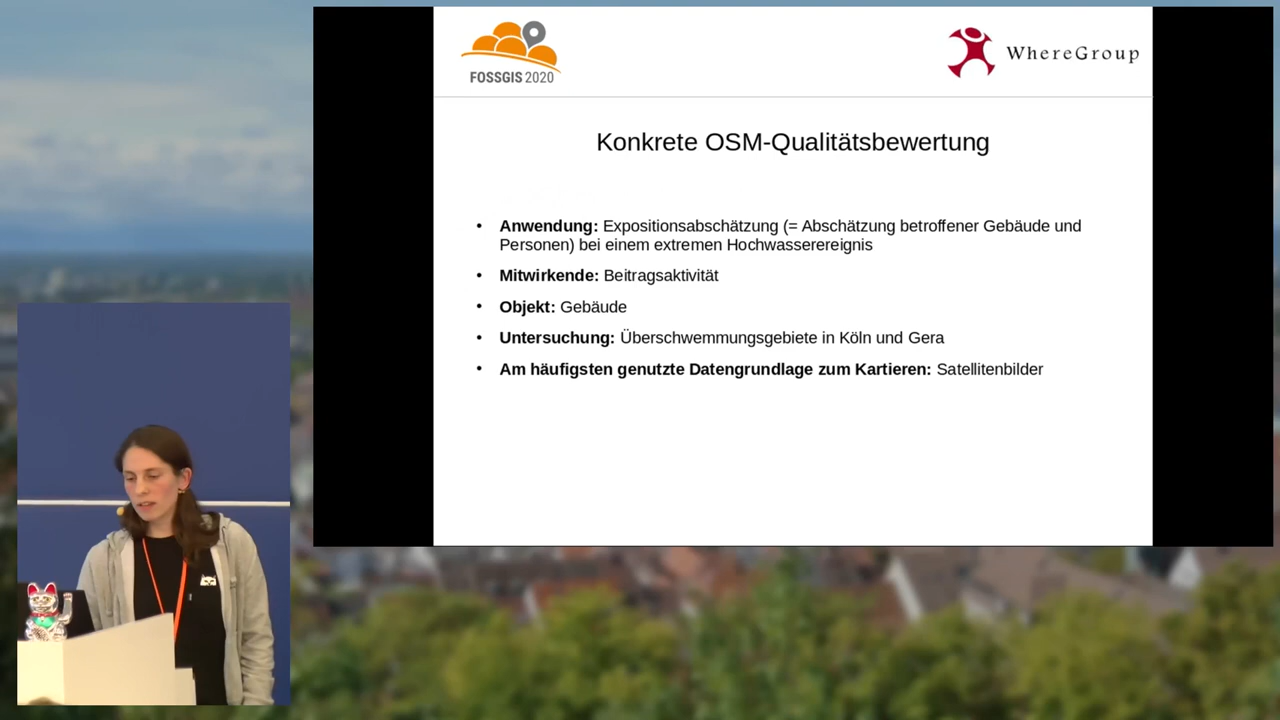 FOSSGIS 2020
WhereGroup
Konkrete OSM-Qualitätsbewertung
• Anwendung: Expositionsabschätzung (= Abschätzung betroffener Gebäude und
Personen) bei einem extremen Hochwasserereignis
• Mitwirkende: Beitragsaktivität
• Objekt: Gebäude
• Untersuchung: Überschwemmungsgebiete in Köln und Gera
• Am häufigsten genutzte Datengrundlage zum Kartieren: Satellitenbilder